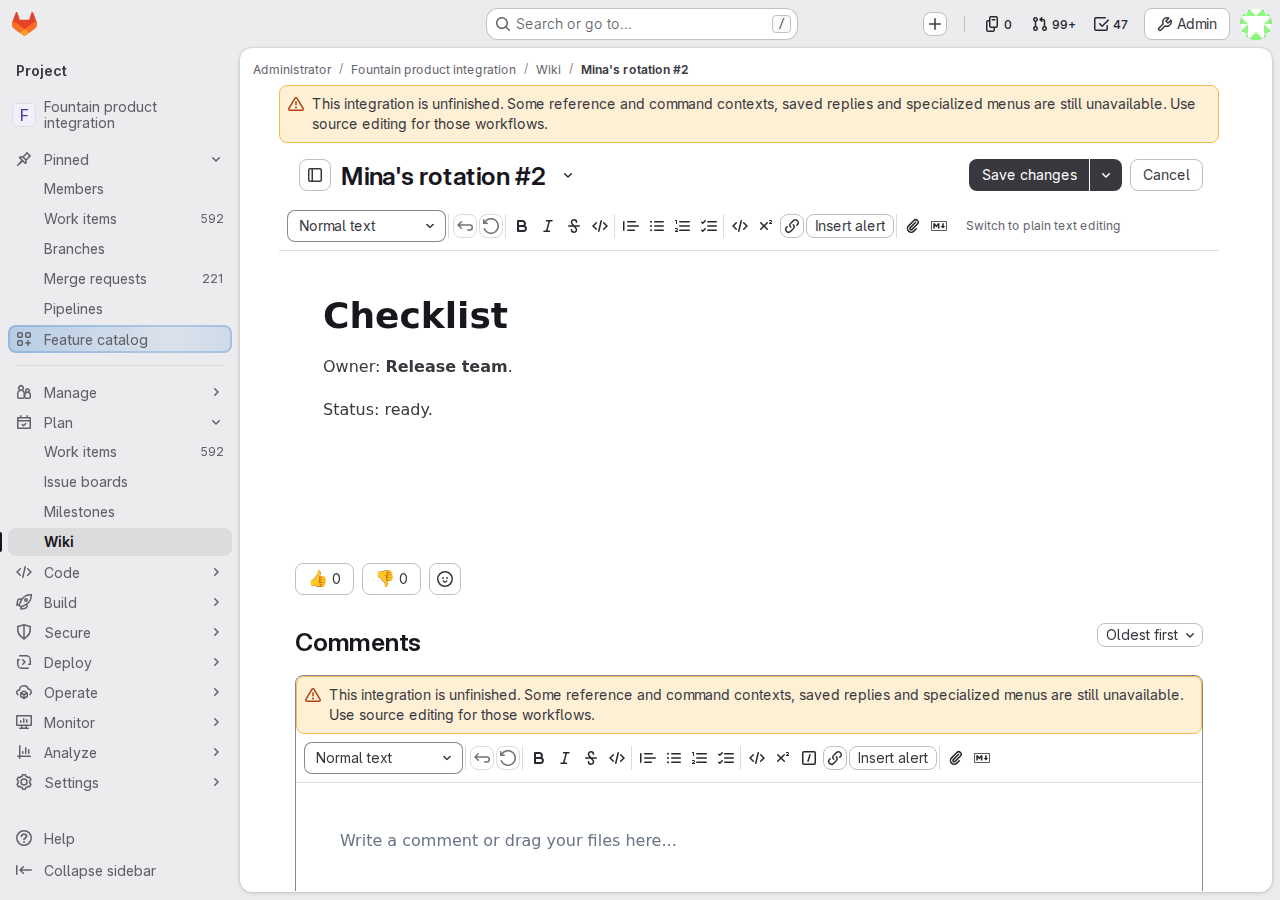 Search or go to...
/
0
99+
47
Admin
Project
F
Fountain product
integration
Pinned
Members
Work items
592
Branches
Merge requests
221
Pipelines
Feature catalog
Manage
Plan
Work items
592
Issue boards
Milestones
Wiki
Code
Build
Secure
Deploy
Operate
Monitor
Analyze
Settings
Help
Collapse sidebar
Administrator / Fountain product integration / Wiki / Mina's rotation #2
This integration is unfinished. Some reference and command contexts, saved replies and specialized menus are still unavailable. Use
source editing for those workflows.
Mina's rotation #2
Save changes
Cancel
Normal text
Insert alert
Switch to plain text editing
Checklist
Owner: Release team.
Status: ready.
👍 0
👎 0
Comments
Oldest first
This integration is unfinished. Some reference and command contexts, saved replies and specialized menus are still unavailable.
Use source editing for those workflows.
Normal text
Insert alert
Write a comment or drag your files here...